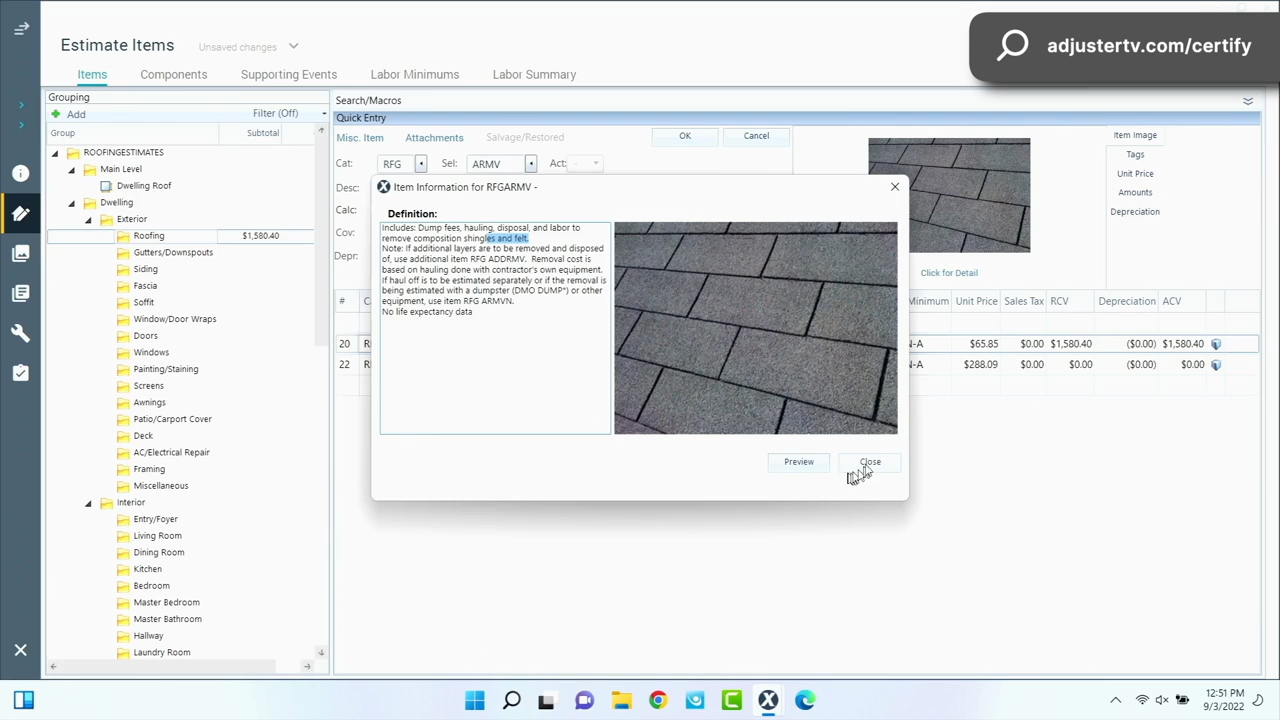 adjustertv.com/certify
Estimate Items
Unsaved changes
Items
Components
Supporting Events
Labor Minimums
Labor Summary
Grouping
Add
Filter (Off)
Group
Subtotal
ROOFINGESTIMATES
Main Level
Dwelling Roof
Dwelling
Exterior
Roofing
$1,580.40
Gutters/Downspouts
Siding
Fascia
Soffit
Window/Door Wraps
Doors
Windows
Painting/Staining
Screens
Awnings
Patio/Carport Cover
Deck
AC/Electrical Repair
Framing
Miscellaneous
Interior
Entry/Foyer
Living Room
Dining Room
Kitchen
Bedroom
Master Bedroom
Master Bathroom
Hallway
Laundry Room
Search/Macros
Quick Entry
Misc. Item
Attachments
Salvage/Restored
OK
Cancel
Cat:
RFG
Sel:
ARMV
Act:
-
Desc:
Calc:
Cov:
Depr:
Item Image
Tags
Unit Price
Amounts
Depreciation
Click for Detail
Item Information for RFGARMV -
Definition:
Includes: Dump fees, hauling, disposal, and labor to
remove composition shingles and felt.
Note: If additional layers are to be removed and disposed
of, use additional item RFG ADDRMV. Removal cost is
based on hauling done with contractor's own equipment.
If haul off is to be estimated separately or if the removal is
being estimated with a dumpster (DMO DUMP*) or other
equipment, use item RFG ARMVN.
No life expectancy data
Preview
Close
#
Minimum
Unit Price
Sales Tax
RCV
Depreciation
ACV
20
N-A
$65.85
$0.00
$1,580.40
($0.00)
$1,580.40
22
N-A
$288.09
$0.00
$0.00
($0.00)
$0.00
12:51 PM
9/3/2022